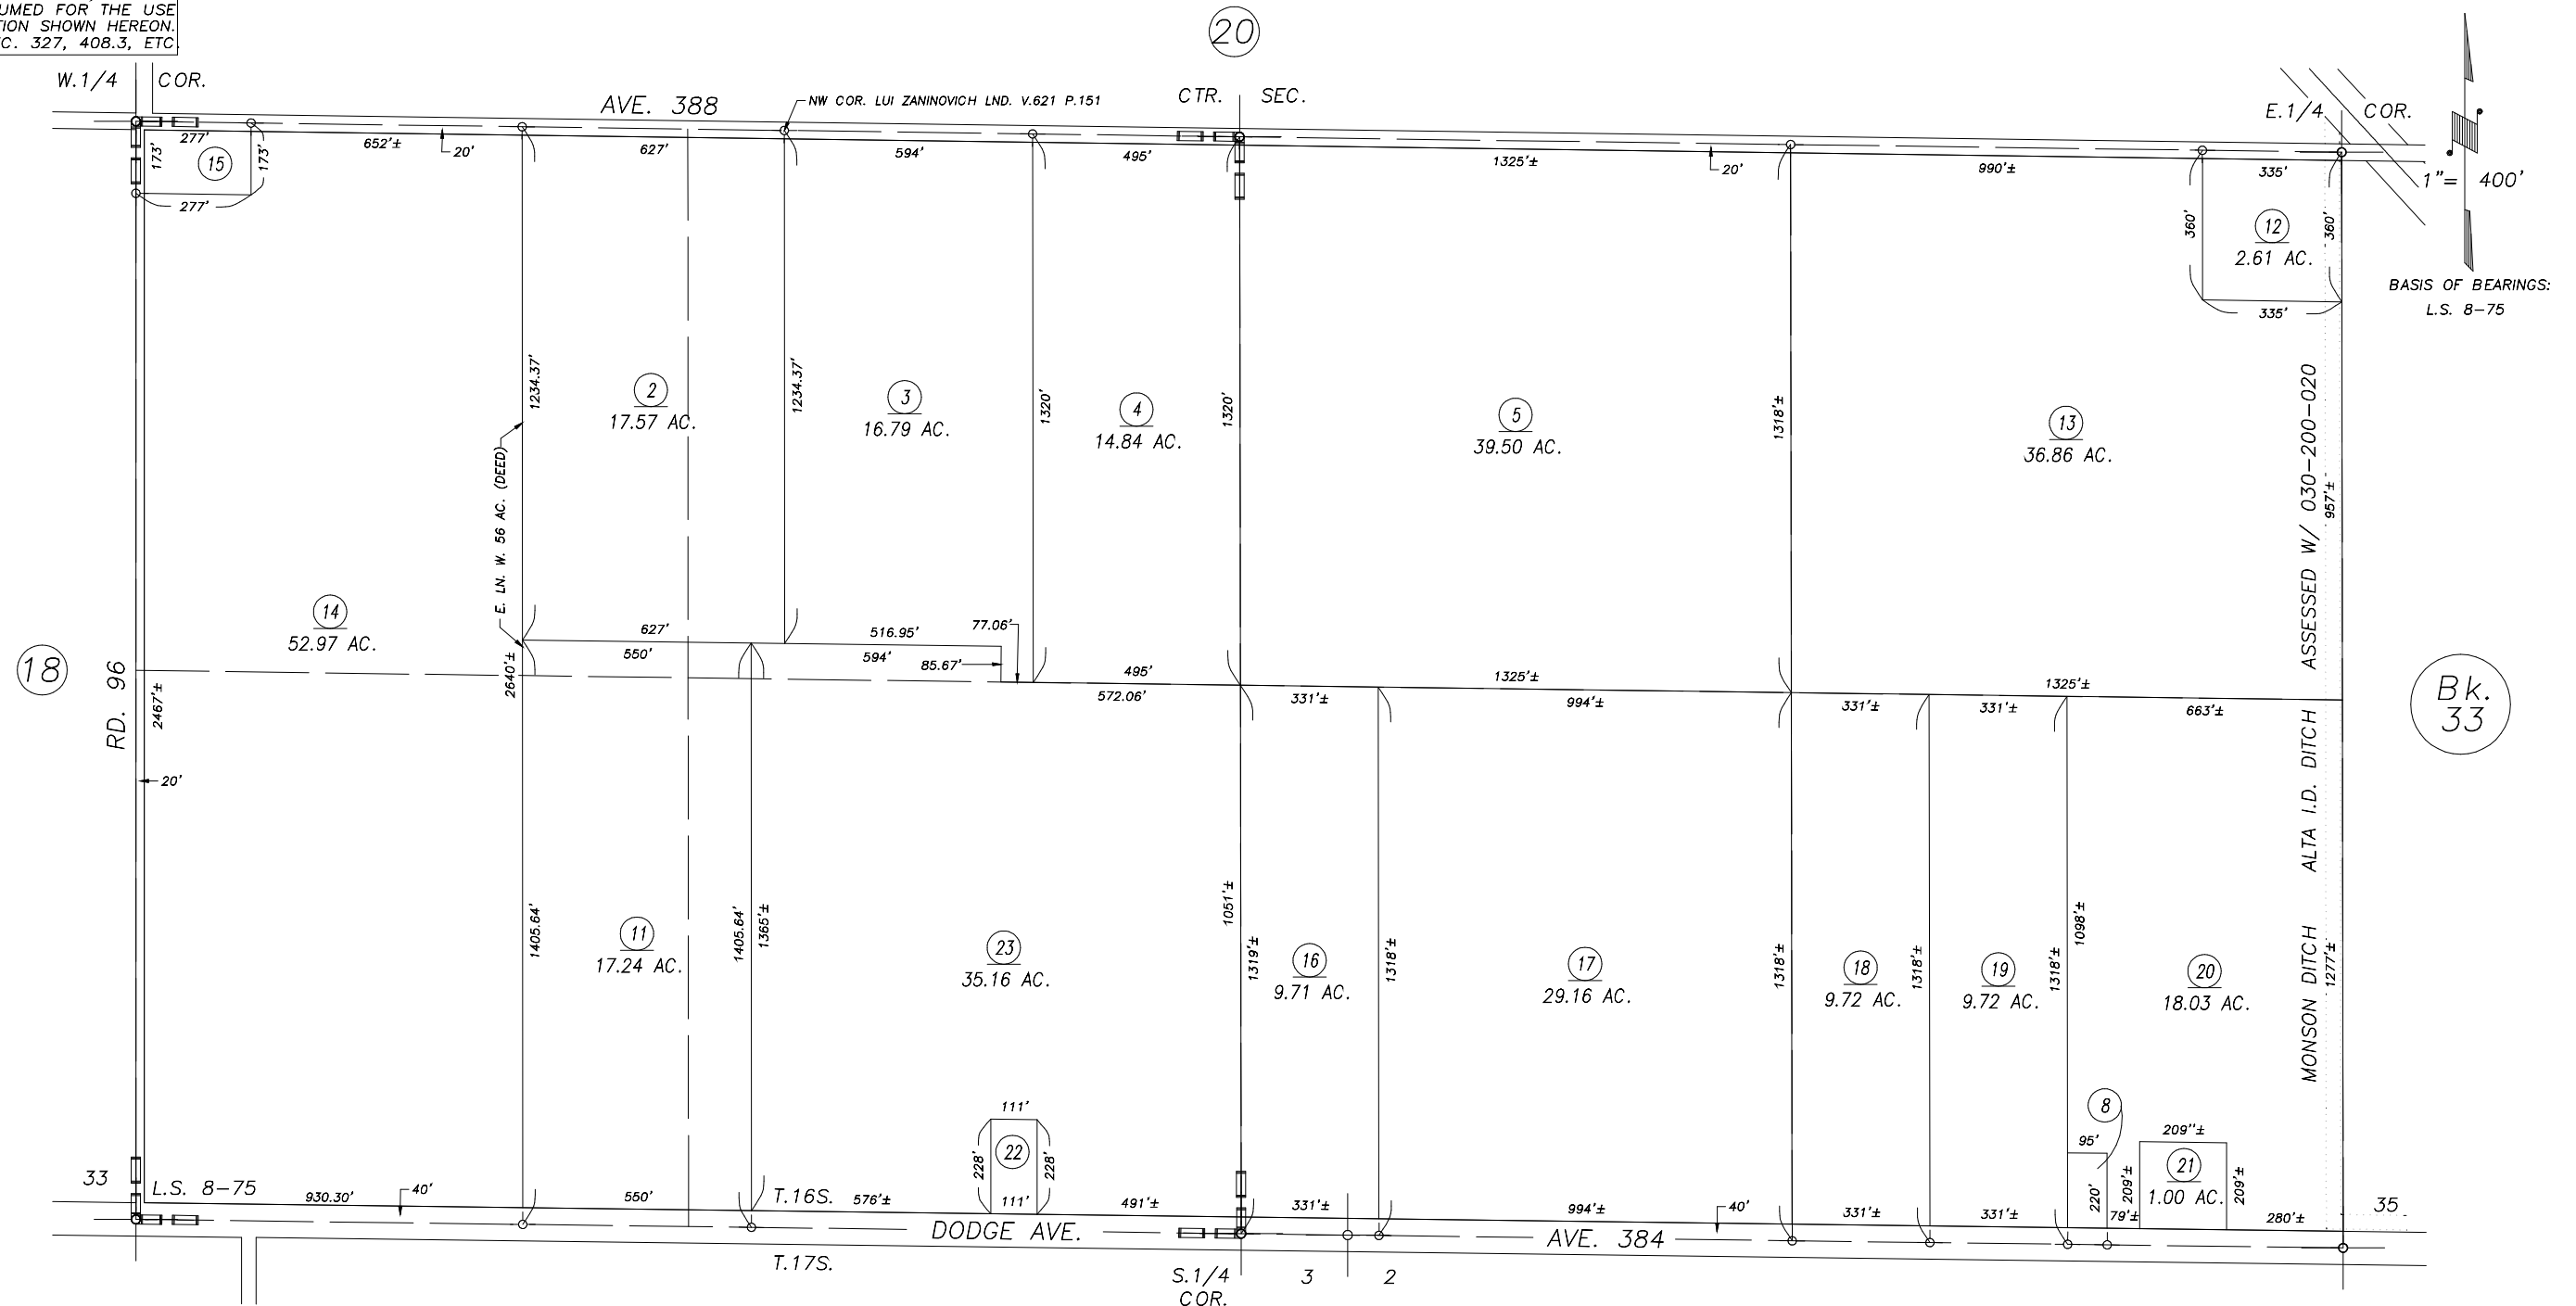 UMED FOR THE USE
TION SHOWN HEREON.
C. 327, 408.3, ETC.
20
W.1/4 COR.
AVE. 388
NW COR. LUI ZANINOVICH LND. V.621 P.151
CTR. SEC.
E.1/4 COR.
277'
652'±
20'
627'
594'
495'
1325'±
20'
990'±
335'
1"= 400'
173'
15
173'
277'
360'
12
2.61 AC.
360'
335'
BASIS OF BEARINGS:
L.S. 8-75
1234.37'
2
17.57 AC.
1234.37'
3
16.79 AC.
1320'
4
14.84 AC.
1320'
5
39.50 AC.
1318'±
13
36.86 AC.
957'±
ASSESSED W/ 030-200-020
E. LN. W. 56 AC. (DEED)
14
52.97 AC.
627'
550'
516.95'
594'
77.06'
85.67'
495'
572.06'
331'±
1325'±
994'±
331'±
1325'±
331'±
663'±
18
RD. 96
2467'±
2640'±
20'
Bk.
33
MONSON DITCH ALTA I.D. DITCH
1405.64'
11
17.24 AC.
1405.64'
1365'±
23
35.16 AC.
1051'±
1319'±
16
9.71 AC.
1318'±
17
29.16 AC.
1318'±
18
9.72 AC.
1318'±
19
9.72 AC.
1318'±
1098'±
20
18.03 AC.
1277'±
111'
228'
22
228'
111'
8
95'
220'
209''±
209'±
21
1.00 AC.
209'±
79'±
280'±
33
L.S. 8-75
930.30'
40'
550'
T.16S.
576'±
491'±
331'±
994'±
40'
331'±
331'±
35
DODGE AVE.
AVE. 384
T.17S.
S.1/4
COR.
3
2